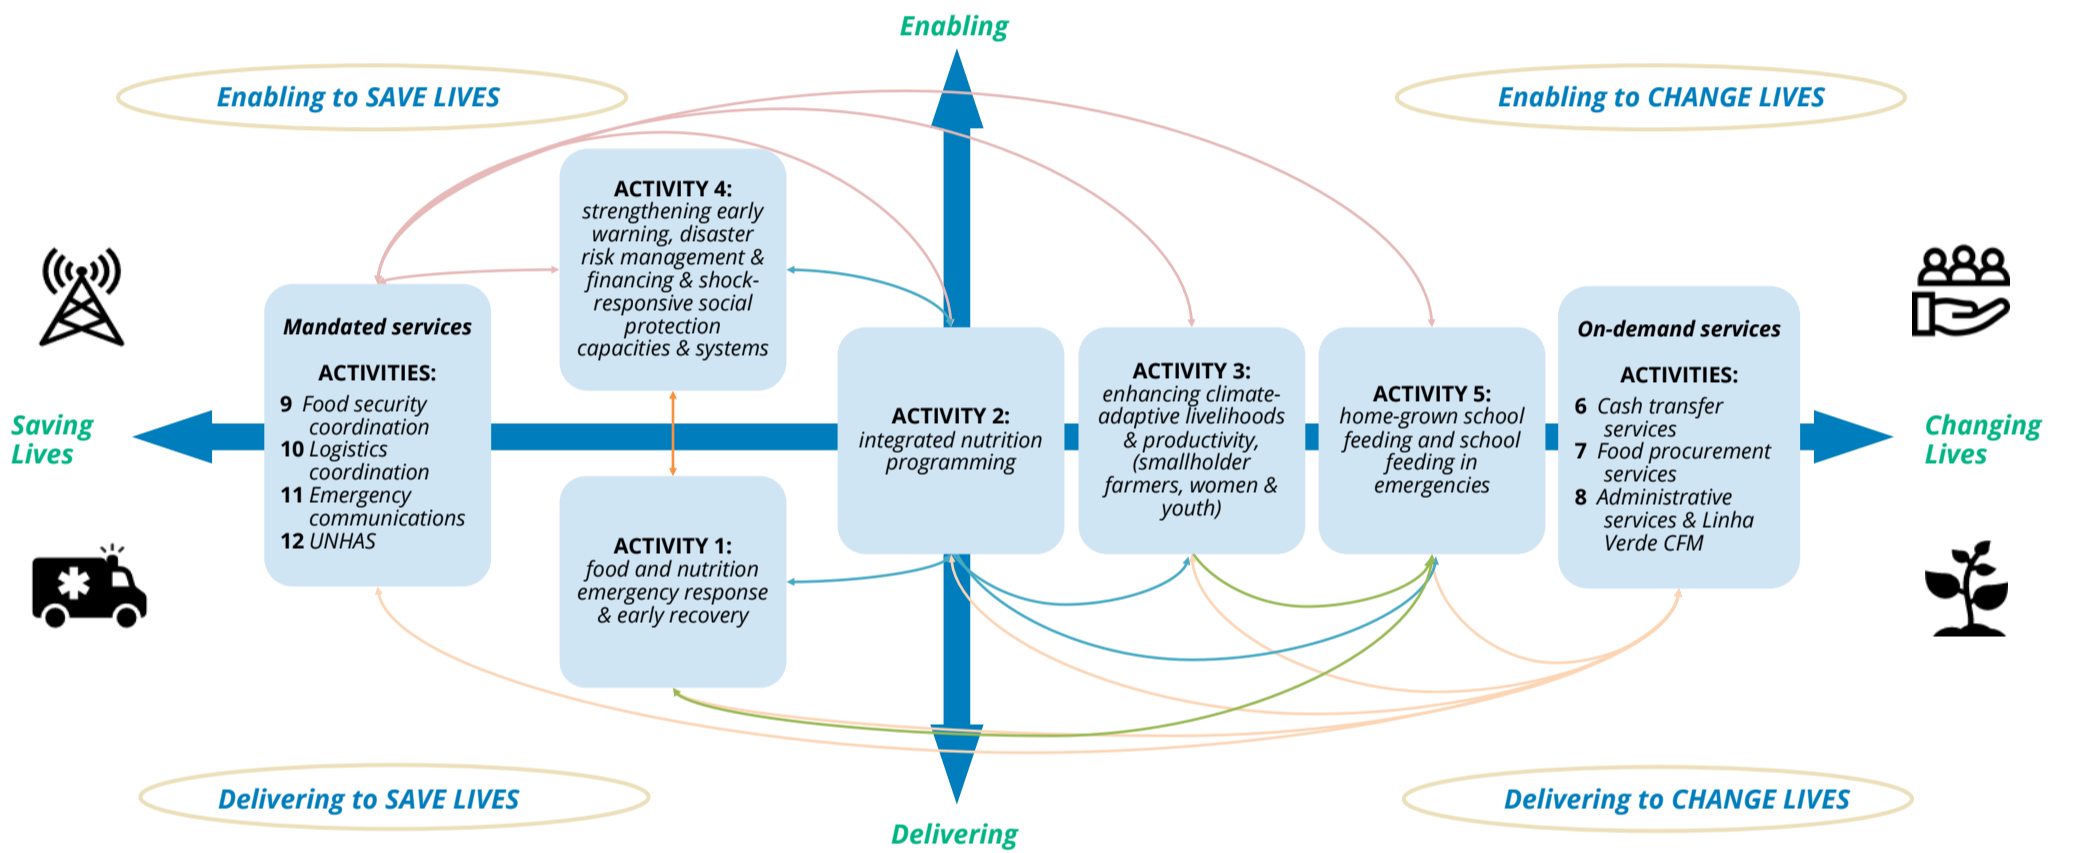 Enabling
Enabling to SAVE LIVES
Enabling to CHANGE LIVES
ACTIVITY 4:
strengthening early
warning, disaster
risk management &
financing & shock-
responsive social
protection
capacities & systems
Mandated services
ACTIVITIES:
9 Food security
coordination
10 Logistics
coordination
11 Emergency
communications
12 UNHAS
ACTIVITY 1:
food and nutrition
emergency response
& early recovery
ACTIVITY 2:
integrated nutrition
programming
ACTIVITY 3:
enhancing climate-
adaptive livelihoods
& productivity,
(smallholder
farmers, women &
youth)
ACTIVITY 5:
home-grown school
feeding and school
feeding in
emergencies
On-demand services
ACTIVITIES:
6 Cash transfer
services
7 Food procurement
services
8 Administrative
services & Linha
Verde CFM
Saving
Lives
Changing
Lives
Delivering to SAVE LIVES
Delivering to CHANGE LIVES
Delivering